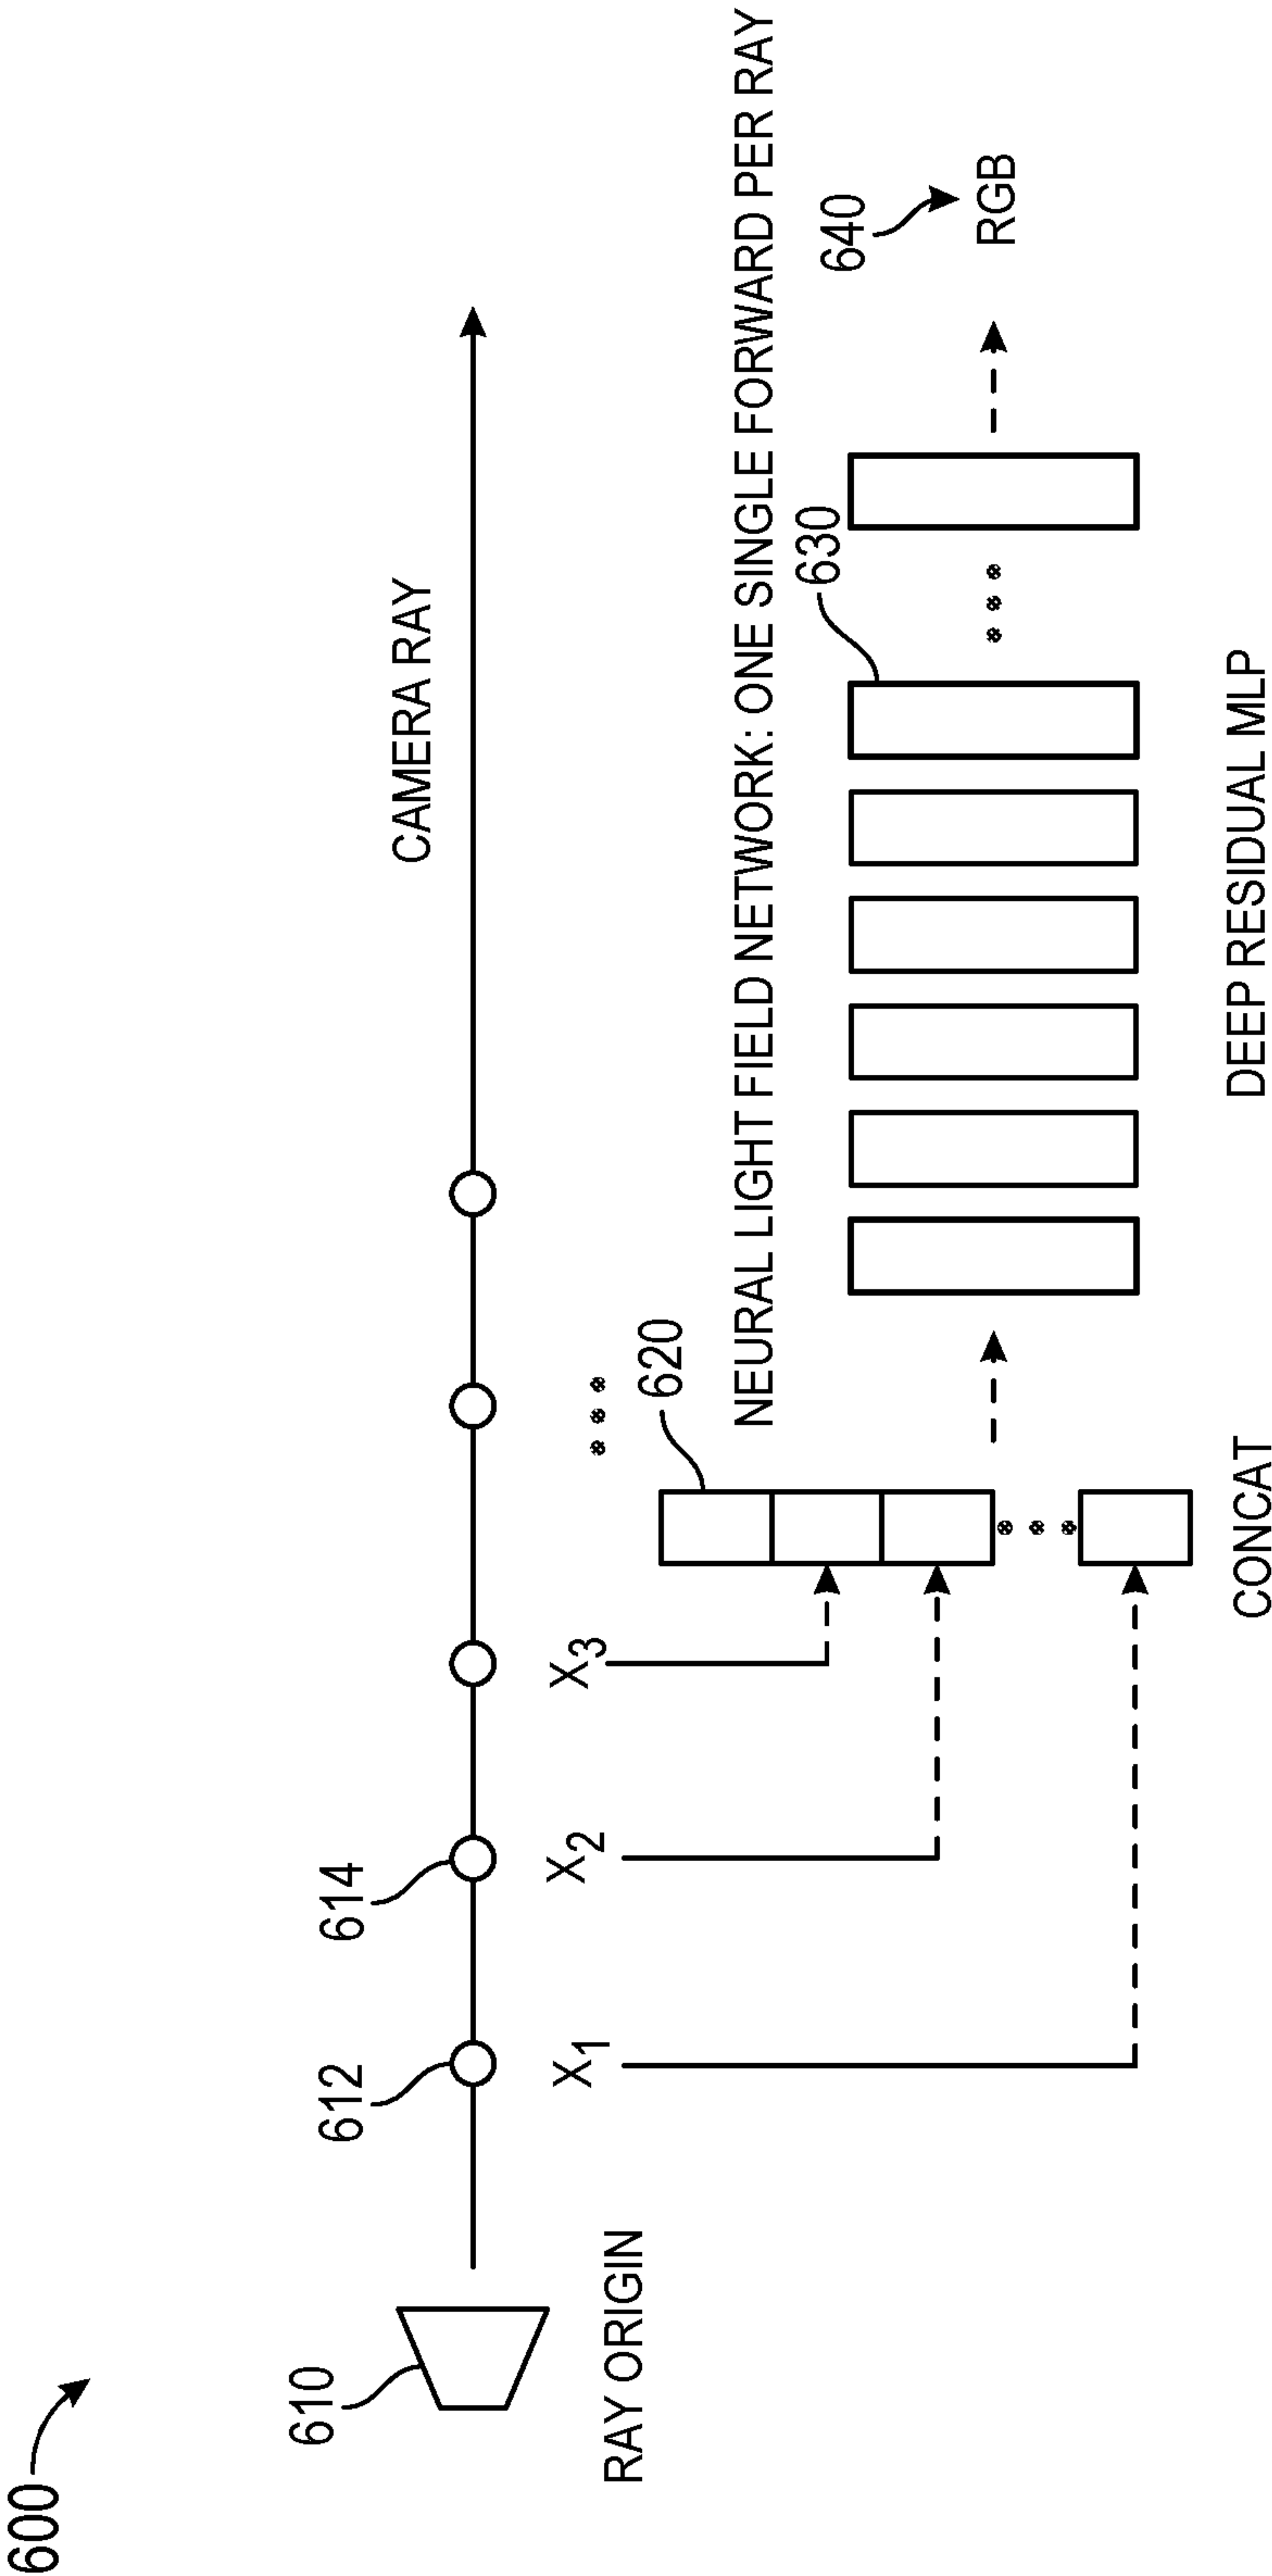 600
CAMERA RAY
614
612
610
X1
X2
X3
RAY ORIGIN
620
NEURAL LIGHT FIELD NETWORK: ONE SINGLE FORWARD PER RAY
630
640
RGB
CONCAT
DEEP RESIDUAL MLP